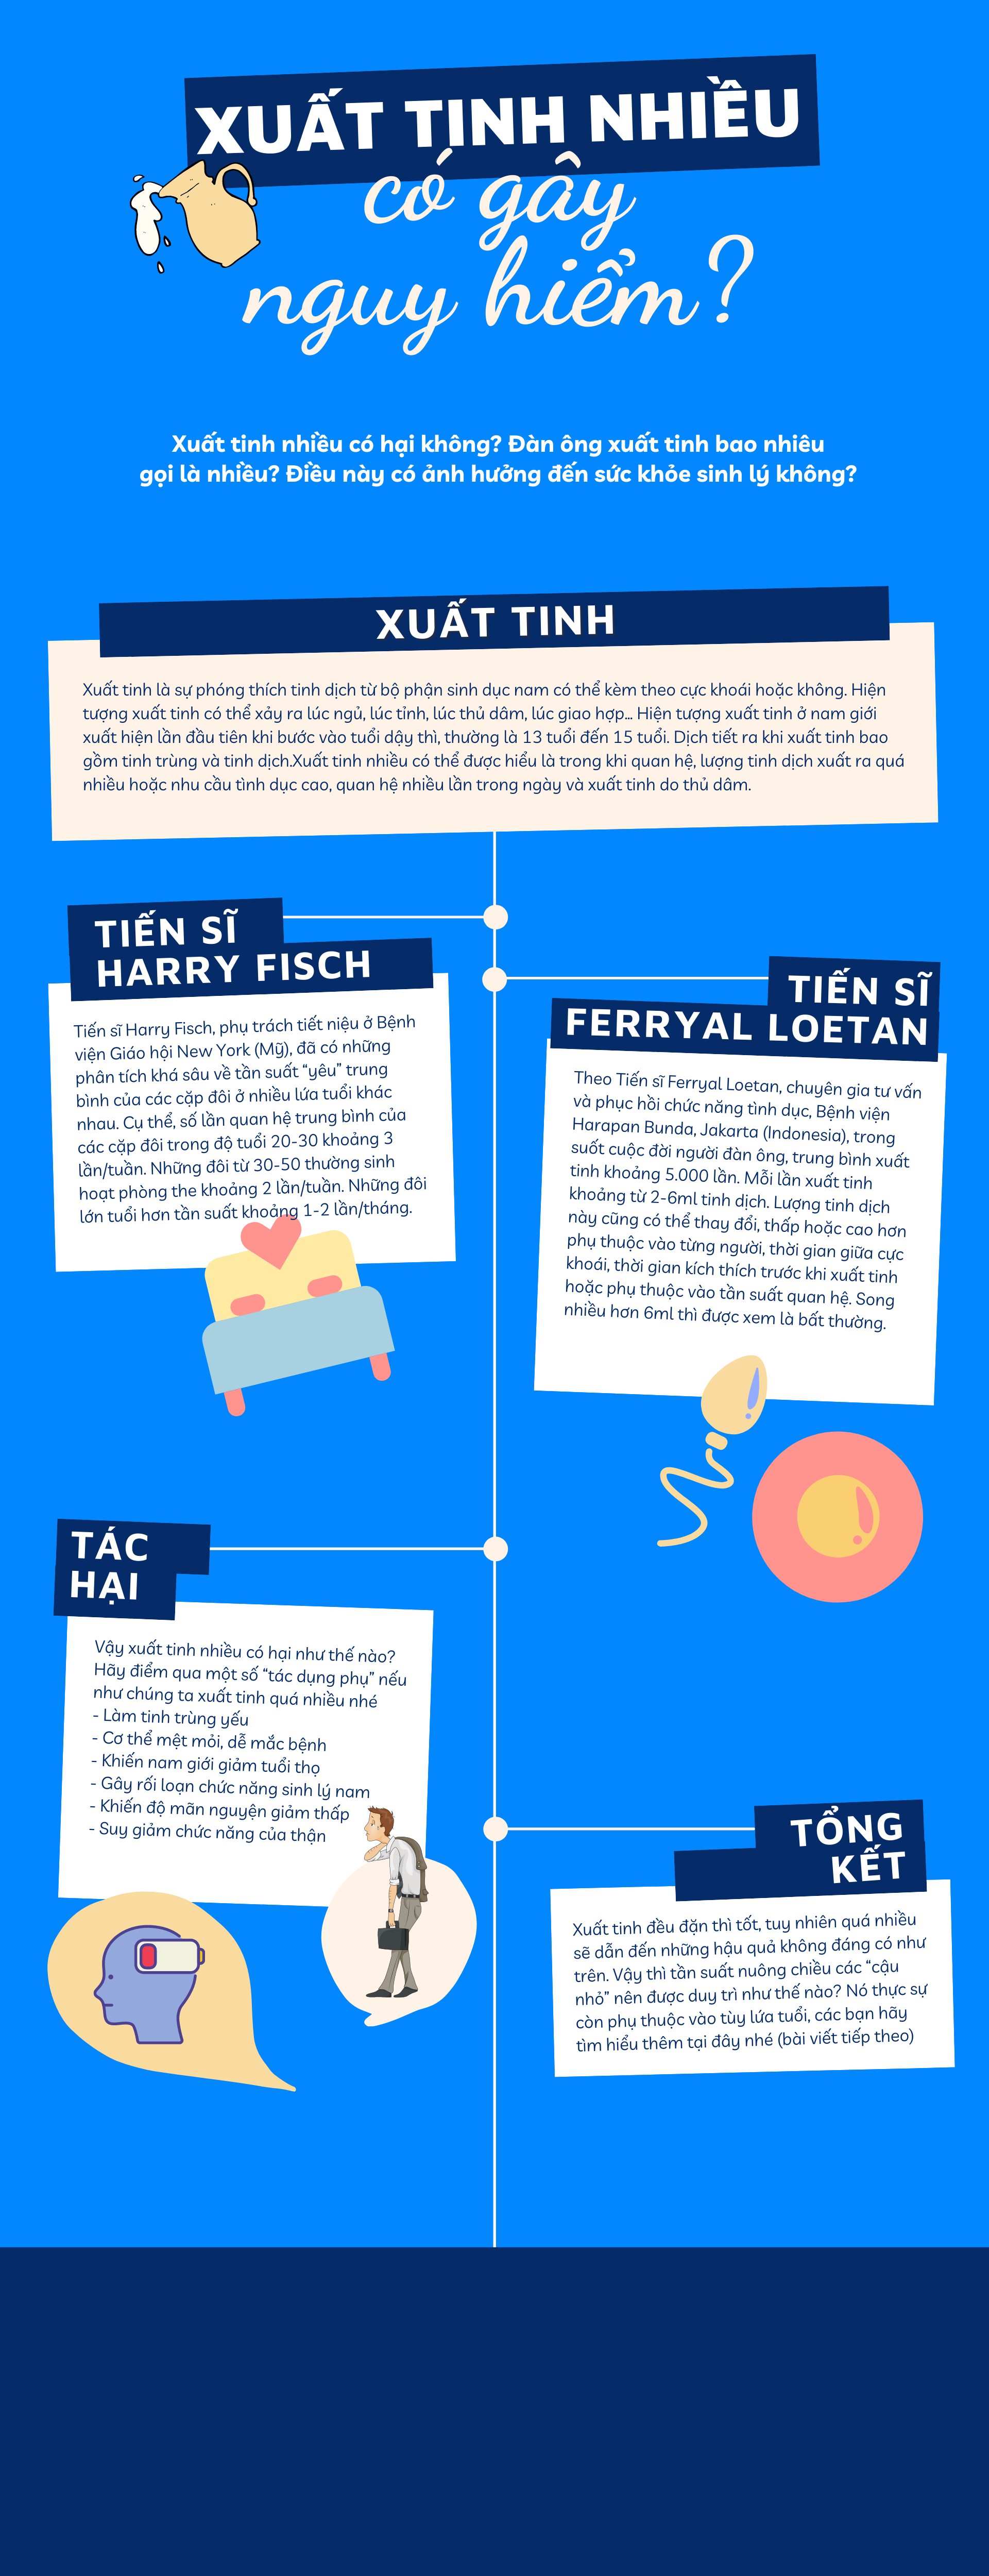 XUẤT TINH NHIỀU
có gây
nguy hiểm?
Xuất tinh nhiều có hại không? Đàn ông xuất tinh bao nhiêu
gọi là nhiều? Điều này có ảnh hưởng đến sức khỏe sinh lý không?
XUẤT TINH
Xuất tinh là sự phóng thích tinh dịch từ bộ phận sinh dục nam có thể kèm theo cực khoái hoặc không. Hiện
tượng xuất tinh có thể xảy ra lúc ngủ, lúc tỉnh, lúc thủ dâm, lúc giao hợp... Hiện tượng xuất tinh ở nam giới
xuất hiện lần đầu tiên khi bước vào tuổi dậy thì, thường là 13 tuổi đến 15 tuổi. Dịch tiết ra khi xuất tinh bao
gồm tinh trùng và tinh dịch.Xuất tinh nhiều có thể được hiểu là trong khi quan hệ, lượng tinh dịch xuất ra quá
nhiều hoặc nhu cầu tình dục cao, quan hệ nhiều lần trong ngày và xuất tinh do thủ dâm.
TIẾN SĨ
HARRY FISCH
Tiến sĩ Harry Fisch, phụ trách tiết niệu ở Bệnh
viện Giáo hội New York (Mỹ), đã có những
phân tích khá sâu về tần suất “yêu” trung
bình của các cặp đôi ở nhiều lứa tuổi khác
nhau. Cụ thể, số lần quan hệ trung bình của
các cặp đôi trong độ tuổi 20-30 khoảng 3
lần/tuần. Những đôi từ 30-50 thường sinh
hoạt phòng the khoảng 2 lần/tuần. Những đôi
lớn tuổi hơn tần suất khoảng 1-2 lần/tháng.
TIẾN SĨ
FERRYAL LOETAN
Theo Tiến sĩ Ferryal Loetan, chuyên gia tư vấn
và phục hồi chức năng tình dục, Bệnh viện
Harapan Bunda, Jakarta (Indonesia), trong
suốt cuộc đời người đàn ông, trung bình xuất
tinh khoảng 5.000 lần. Mỗi lần xuất tinh
khoảng từ 2-6ml tinh dịch. Lượng tinh dịch
này cũng có thể thay đổi, thấp hoặc cao hơn
phụ thuộc vào từng người, thời gian giữa cực
khoái, thời gian kích thích trước khi xuất tinh
hoặc phụ thuộc vào tần suất quan hệ. Song
nhiều hơn 6ml thì được xem là bất thường.
TÁC
HẠI
Vậy xuất tinh nhiều có hại như thế nào?
Hãy điểm qua một số “tác dụng phụ” nếu
như chúng ta xuất tinh quá nhiều nhé
- Làm tinh trùng yếu
- Cơ thể mệt mỏi, dễ mắc bệnh
- Khiến nam giới giảm tuổi thọ
- Gây rối loạn chức năng sinh lý nam
- Khiến độ mãn nguyện giảm thấp
- Suy giảm chức năng của thận
TỔNG
KẾT
Xuất tinh đều đặn thì tốt, tuy nhiên quá nhiều
sẽ dẫn đến những hậu quả không đáng có như
trên. Vậy thì tần suất nuông chiều các “cậu
nhỏ” nên được duy trì như thế nào? Nó thực sự
còn phụ thuộc vào tùy lứa tuổi, các bạn hãy
tìm hiểu thêm tại đây nhé (bài viết tiếp theo)